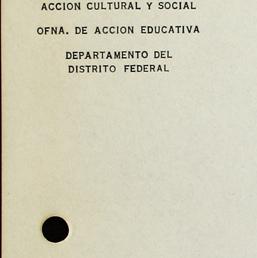 ACCION CULTURAL Y SOCIAL
OFNA. DE ACCION EDUCATIVA
DEPARTAMENTO DEL
DISTRITO FEDERAL